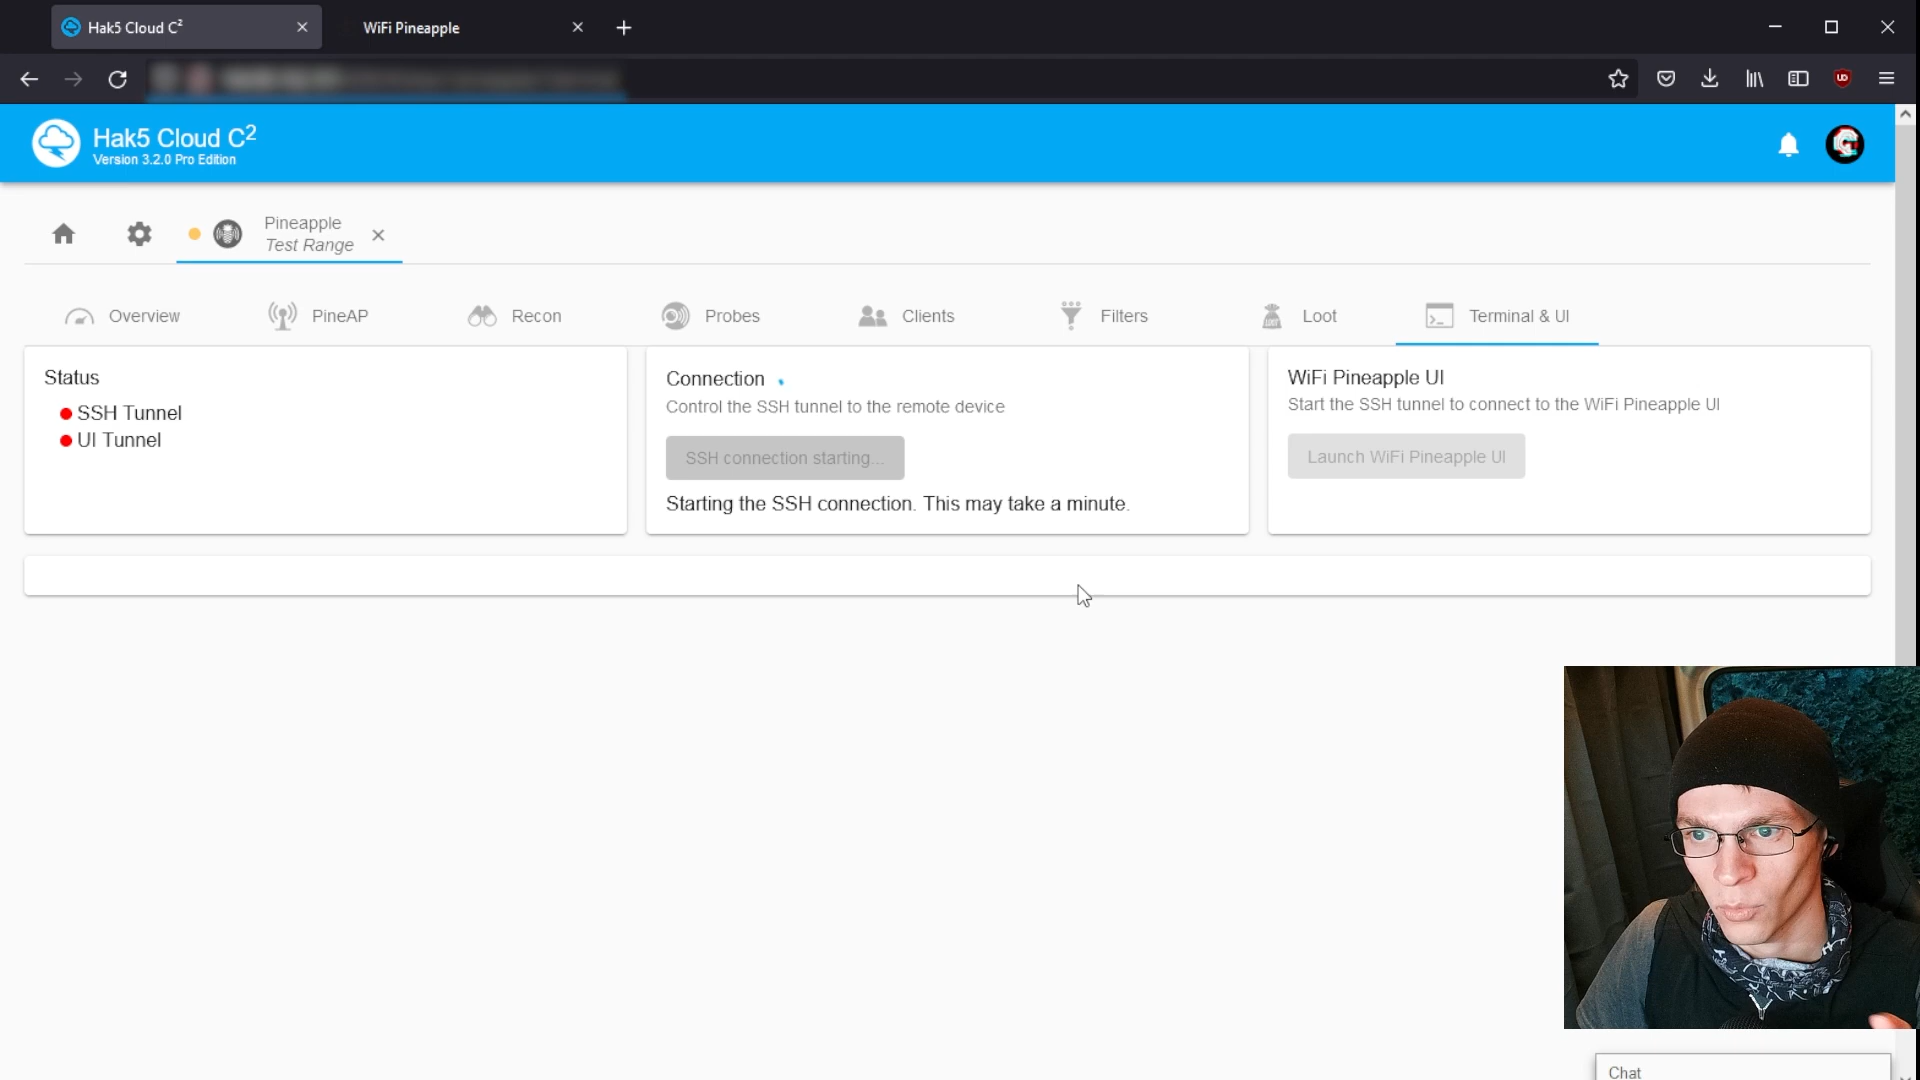 Hak5 Cloud C²
WiFi Pineapple
Hak5 Cloud C²
Version 3.2.0 Pro Edition
Pineapple
Test Range
Overview
PineAP
Recon
Probes
Clients
Filters
Loot
Terminal & UI
Status
SSH Tunnel
UI Tunnel
Connection
Control the SSH tunnel to the remote device
SSH connection starting...
Starting the SSH connection. This may take a minute.
WiFi Pineapple UI
Start the SSH tunnel to connect to the WiFi Pineapple UI
Launch WiFi Pineapple UI
Chat